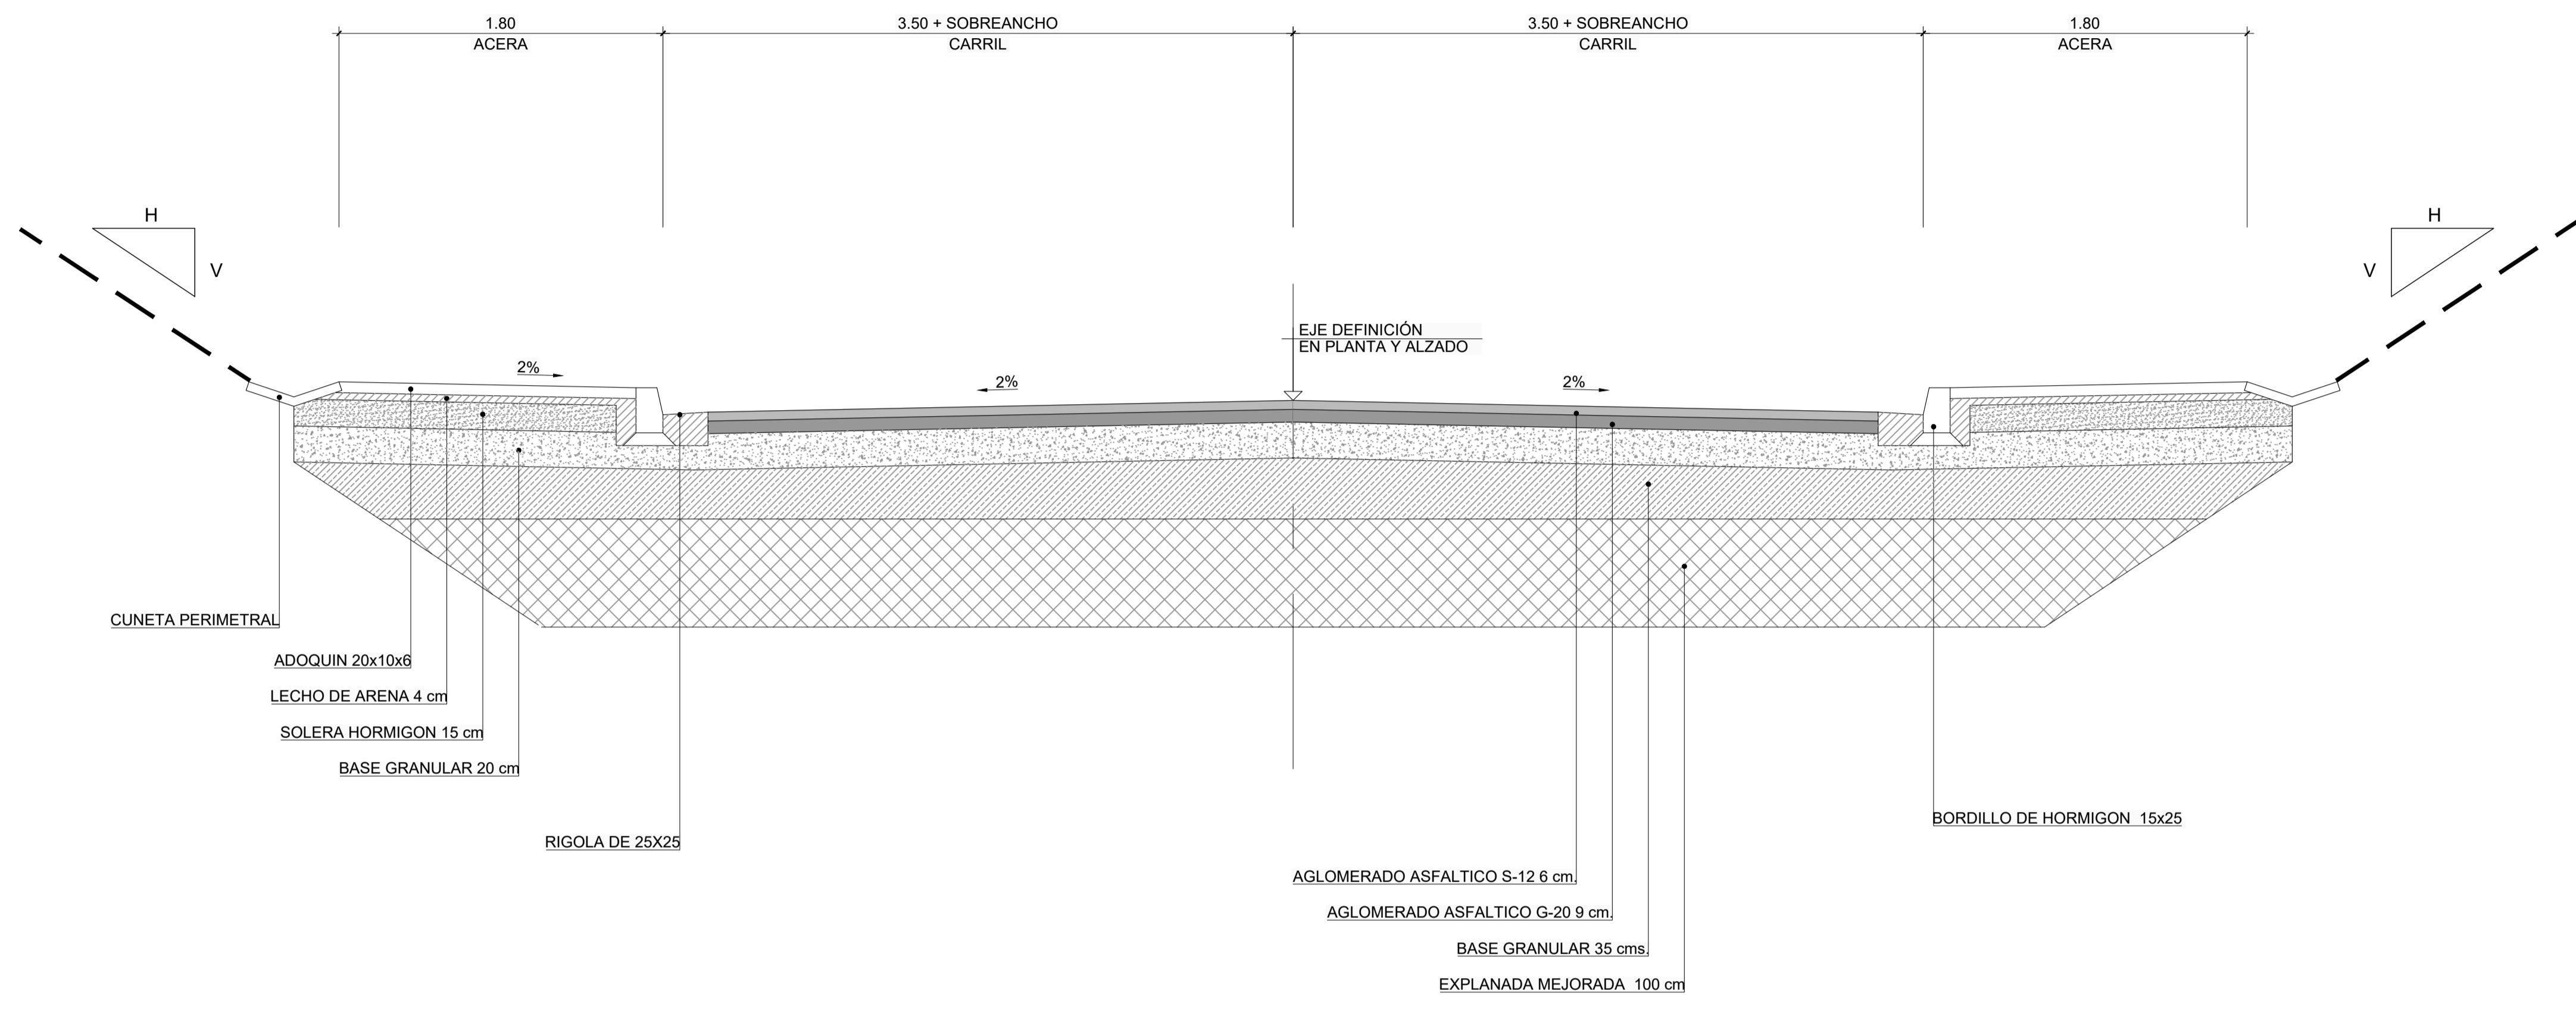 1.80
ACERA
3.50 + SOBREANCHO
CARRIL
3.50 + SOBREANCHO
CARRIL
1.80
ACERA
H
V
H
V
EJE DEFINICIÓN
EN PLANTA Y ALZADO
2%
2%
2%
CUNETA PERIMETRAL
ADOQUIN 20x10x6
LECHO DE ARENA 4 cm
SOLERA HORMIGON 15 cm
BASE GRANULAR 20 cm
RIGOLA DE 25X25
BORDILLO DE HORMIGON 15x25
AGLOMERADO ASFALTICO S-12 6 cm.
AGLOMERADO ASFALTICO G-20 9 cm.
BASE GRANULAR 35 cms.
EXPLANADA MEJORADA 100 cm